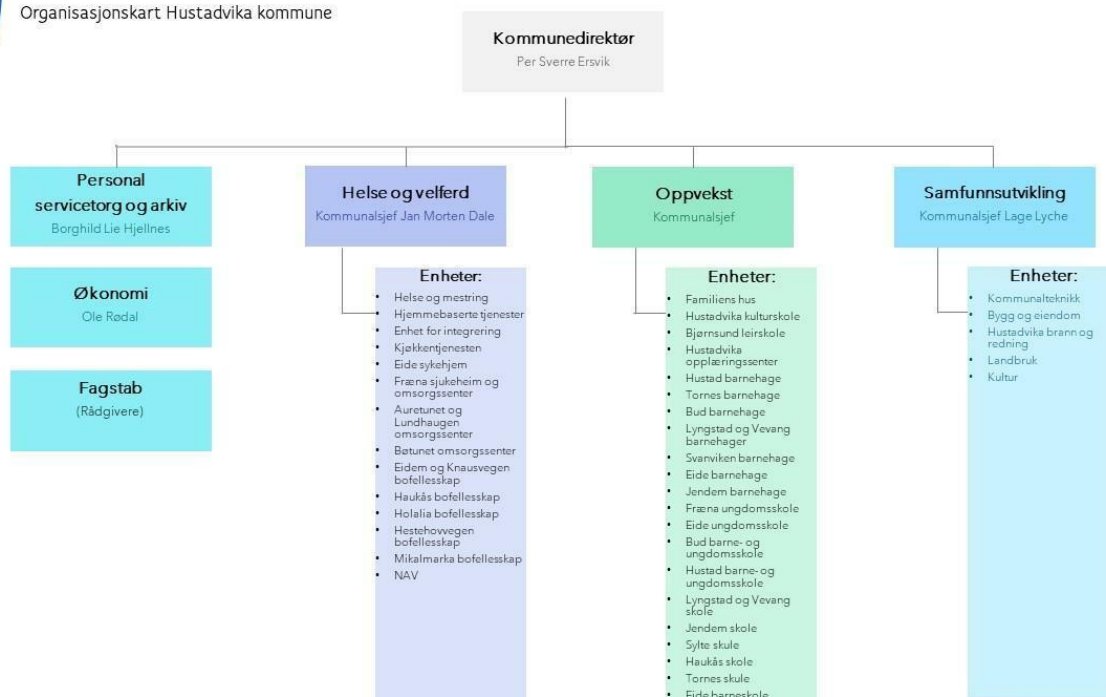 Organisasjonskart Hustadvika kommune
Kommunedirektør
Per Sverre Ersvik
Personal
servicetorg og arkiv
Borghild Lie Hjellnes
Økonomi
Ole Rødal
Fagstab
(Rådgivere)
Helse og velferd
Kommunalsjef Jan Morten Dale
Enheter:
• Helse og mestring
• Hjemmebaserte tjenester
• Enhet for integrering
• Kjøkkentjenesten
• Eide sykehjem
• Fræna sjukeheim og
omsorgssenter
• Auretunet og
Lundhaugen
omsorgssenter
• Bøtunet omsorgssenter
• Eidem og Knausvegen
bofellesskap
• Haukås bofellesskap
• Holalia bofellesskap
• Hestehovvegen
bofellesskap
• Mikalmarka bofellesskap
• NAV
Oppvekst
Kommunalsjef
Enheter:
• Familiens hus
• Hustadvika kulturskole
• Bjørnsund leirskole
• Hustadvika
opplæringssenter
• Hustad barnehage
• Tornes barnehage
• Bud barnehage
• Lyngstad og Vevang
barnehager
• Svanviken barnehage
• Eide barnehage
• Jendem barnehage
• Fræna ungdomsskole
• Eide ungdomsskole
• Bud barne- og
ungdomsskole
• Hustad barne- og
ungdomsskole
• Lyngstad og Vevang
skole
• Jendem skole
• Sylte skule
• Haukås skole
• Tornes skule
• Eide barneskole
Samfunnsutvikling
Kommunalsjef Lage Lyche
Enheter:
• Kommunalteknikk
• Bygg og eiendom
• Hustadvika brann og
redning
• Landbruk
• Kultur